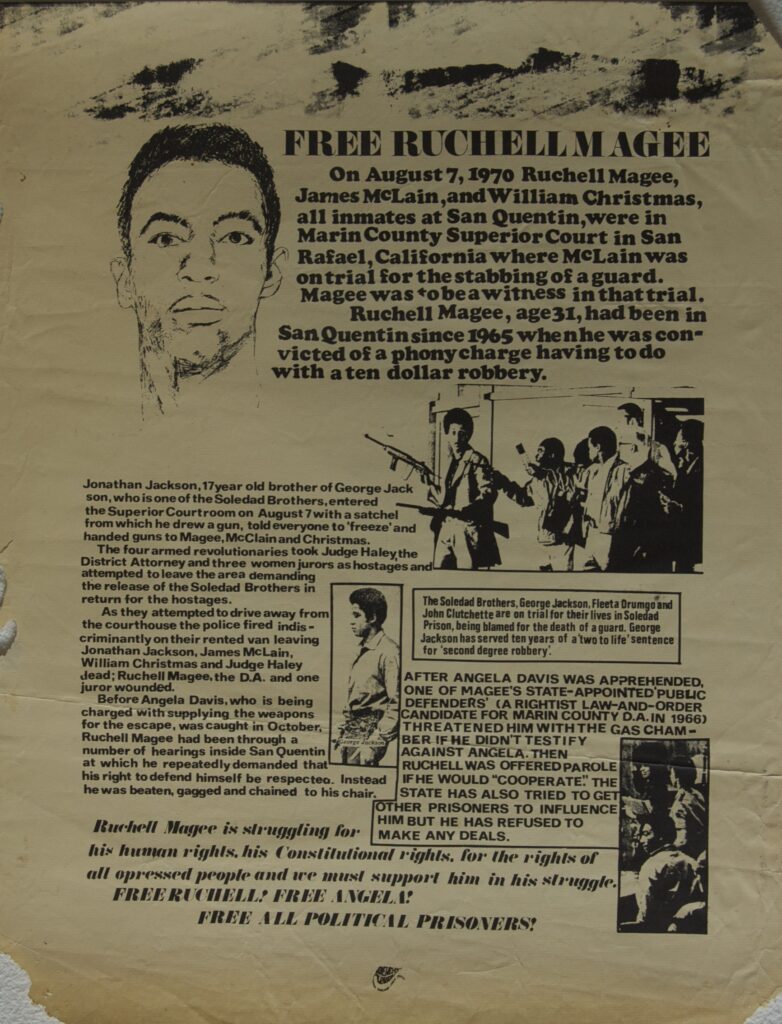 FREE RUCHELL MAGEE
On August 7, 1970 Ruchell Magee,
James McLain, and William Christmas,
all inmates at San Quentin, were in
Marin County Superior Court in San
Rafael, California where McLain was
on trial for the stabbing of a guard.
Magee was to be a witness in that trial.
Ruchell Magee, age 31, had been in
San Quentin since 1965 when he was con-
victed of a phony charge having to do
with a ten dollar robbery.
Jonathan Jackson, 17 year old brother of George Jack
son, who is one of the Soledad Brothers, entered
the Superior Courtroom on August 7 with a satchel
from which he drew a gun, told everyone to 'freeze' and
handed guns to Magee, McClain and Christmas.
The four armed revolutionaries took Judge Haley, the
District Attorney and three women jurors as hostages and
attempted to leave the area demanding
the release of the Soledad Brothers in
return for the hostages.
As they attempted to drive away from
the courthouse the police fired indis-
criminantly on their rented van leaving
Jonathan Jackson, James McLain,
William Christmas and Judge Haley
dead; Ruchell Magee, the D.A. and one
juror wounded.
Before Angela Davis, who is being
charged with supplying the weapons
for the escape, was caught in October,
Ruchell Magee had been through a
number of hearings inside San Quentin
at which he repeatedly demanded that
his right to defend himself be respected. Instead
he was beaten, gagged and chained to his chair.
George Jackson
The Soledad Brothers, George Jackson, Fleeta Drumgo and
John Clutchette are on trial for their lives in Soledad
Prison, being blamed for the death of a guard. George
Jackson has served ten years of a 'two to life' sentence
for 'second degree robbery'.
AFTER ANGELA DAVIS WAS APPREHENDED,
ONE OF MAGEE'S STATE-APPOINTED 'PUBLIC
DEFENDERS' (A RIGHTIST LAW-AND-ORDER
CANDIDATE FOR MARIN COUNTY D.A. IN 1966)
THREATENED HIM WITH THE GAS CHAM-
BER IF HE DIDN'T TESTIFY
AGAINST ANGELA. THEN
RUCHELL WAS OFFERED PAROLE
IF HE WOULD "COOPERATE." THE
STATE HAS ALSO TRIED TO GET
OTHER PRISONERS TO INFLUENCE
HIM BUT HE HAS REFUSED TO
MAKE ANY DEALS.
Ruchell Magee is struggling for
his human rights, his Constitutional rights, for the rights of
all opressed people and we must support him in his struggle.
FREE RUCHELL! FREE ANGELA!
FREE ALL POLITICAL PRISONERS!